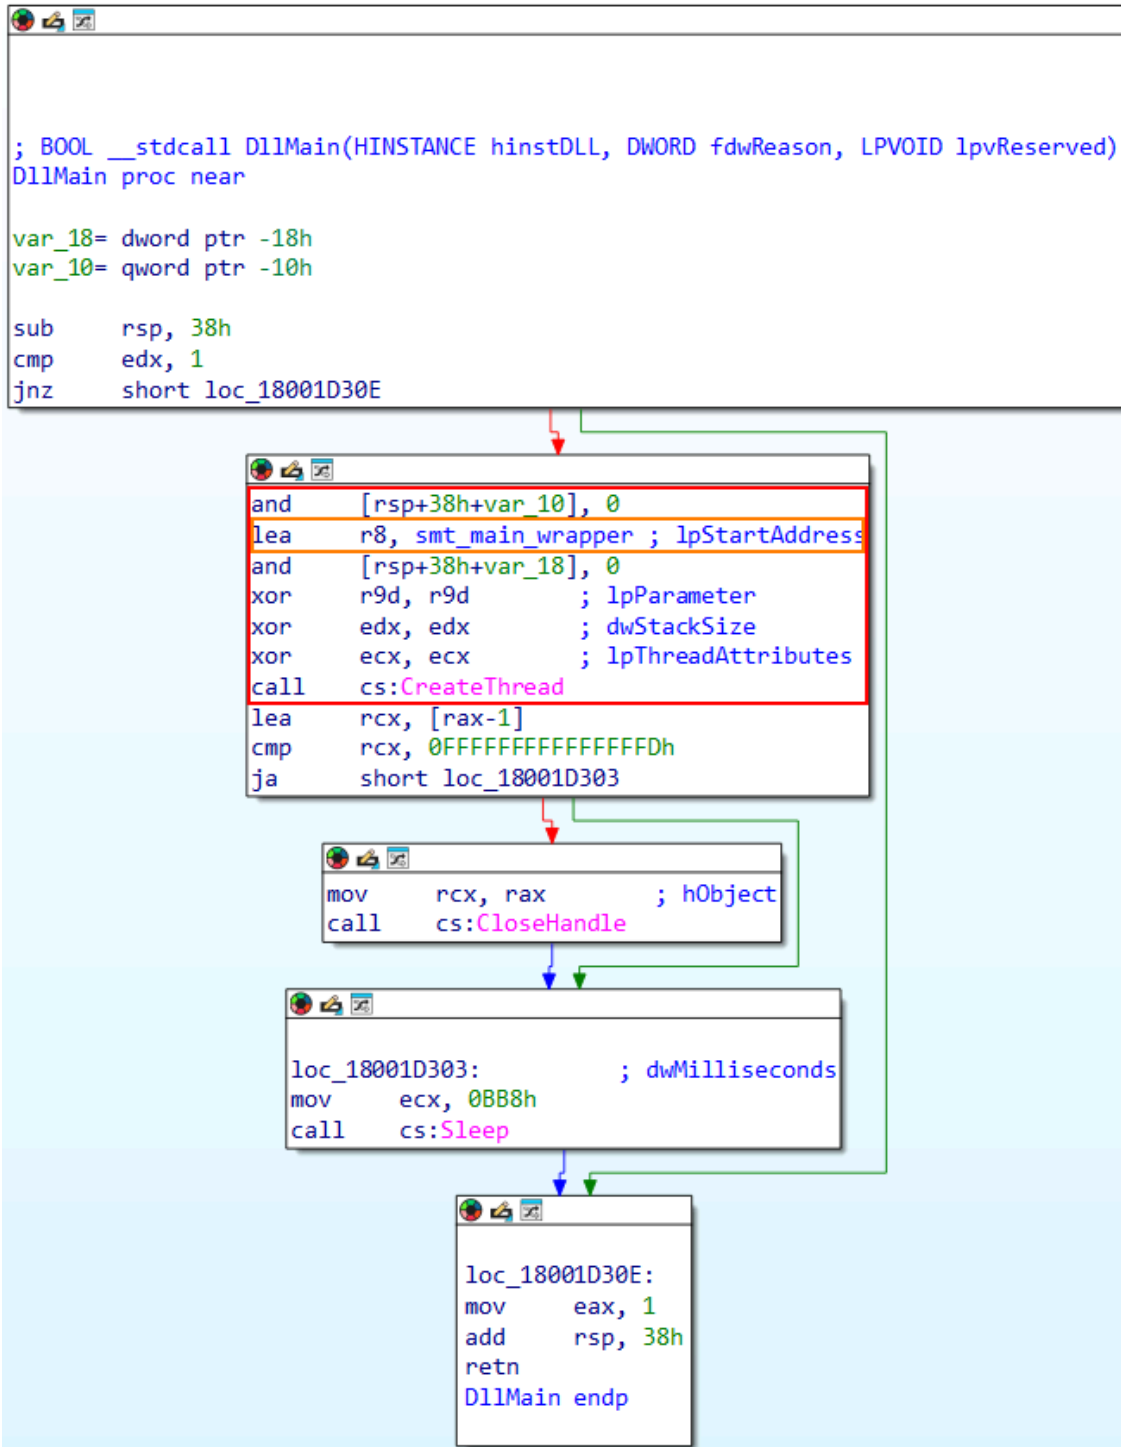 ; BOOL __stdcall DllMain(HINSTANCE hinstDLL, DWORD fdwReason, LPVOID lpvReserved)
DllMain proc near
var_18= dword ptr -18h
var_10= qword ptr -10h
sub rsp, 38h
cmp edx, 1
jnz short loc_18001D30E
and [rsp+38h+var_10], 0
lea r8, smt_main_wrapper ; lpStartAddress
and [rsp+38h+var_18], 0
xor r9d, r9d ; lpParameter
xor edx, edx ; dwStackSize
xor ecx, ecx ; lpThreadAttributes
call cs:CreateThread
lea rcx, [rax-1]
cmp rcx, 0FFFFFFFFFFFFFFFDh
ja short loc_18001D303
mov rcx, rax ; hObject
call cs:CloseHandle
loc_18001D303: ; dwMilliseconds
mov ecx, 0BB8h
call cs:Sleep
loc_18001D30E:
mov eax, 1
add rsp, 38h
retn
DllMain endp